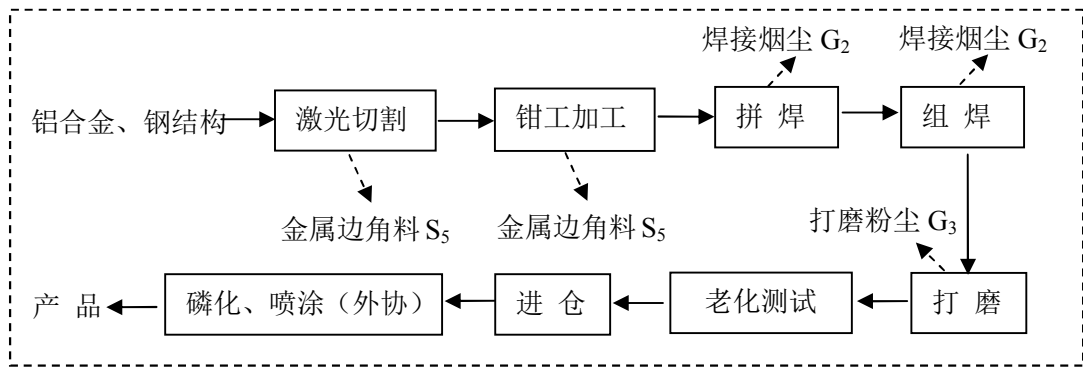 焊接烟尘 G₂
焊接烟尘 G₂
铝合金、钢结构
激光切割
钳工加工
拼 焊
组 焊
金属边角料 S₅
金属边角料 S₅
打磨粉尘 G₃
产 品
磷化、喷涂（外协）
进 仓
老化测试
打 磨